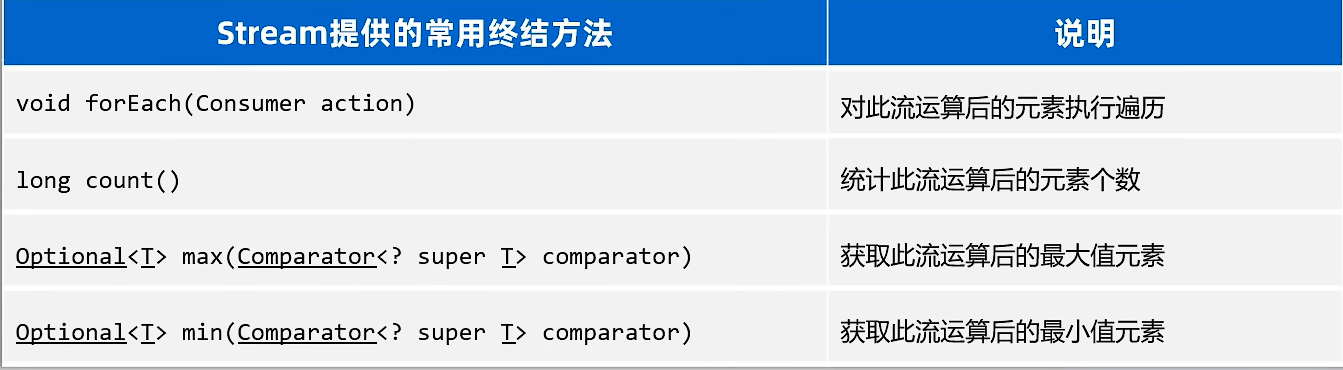 Stream提供的常用终结方法 说明
void forEach(Consumer action) 对此流运算后的元素执行遍历
long count() 统计此流运算后的元素个数
Optional<T> max(Comparator<? super T> comparator) 获取此流运算后的最大值元素
Optional<T> min(Comparator<? super T> comparator) 获取此流运算后的最小值元素